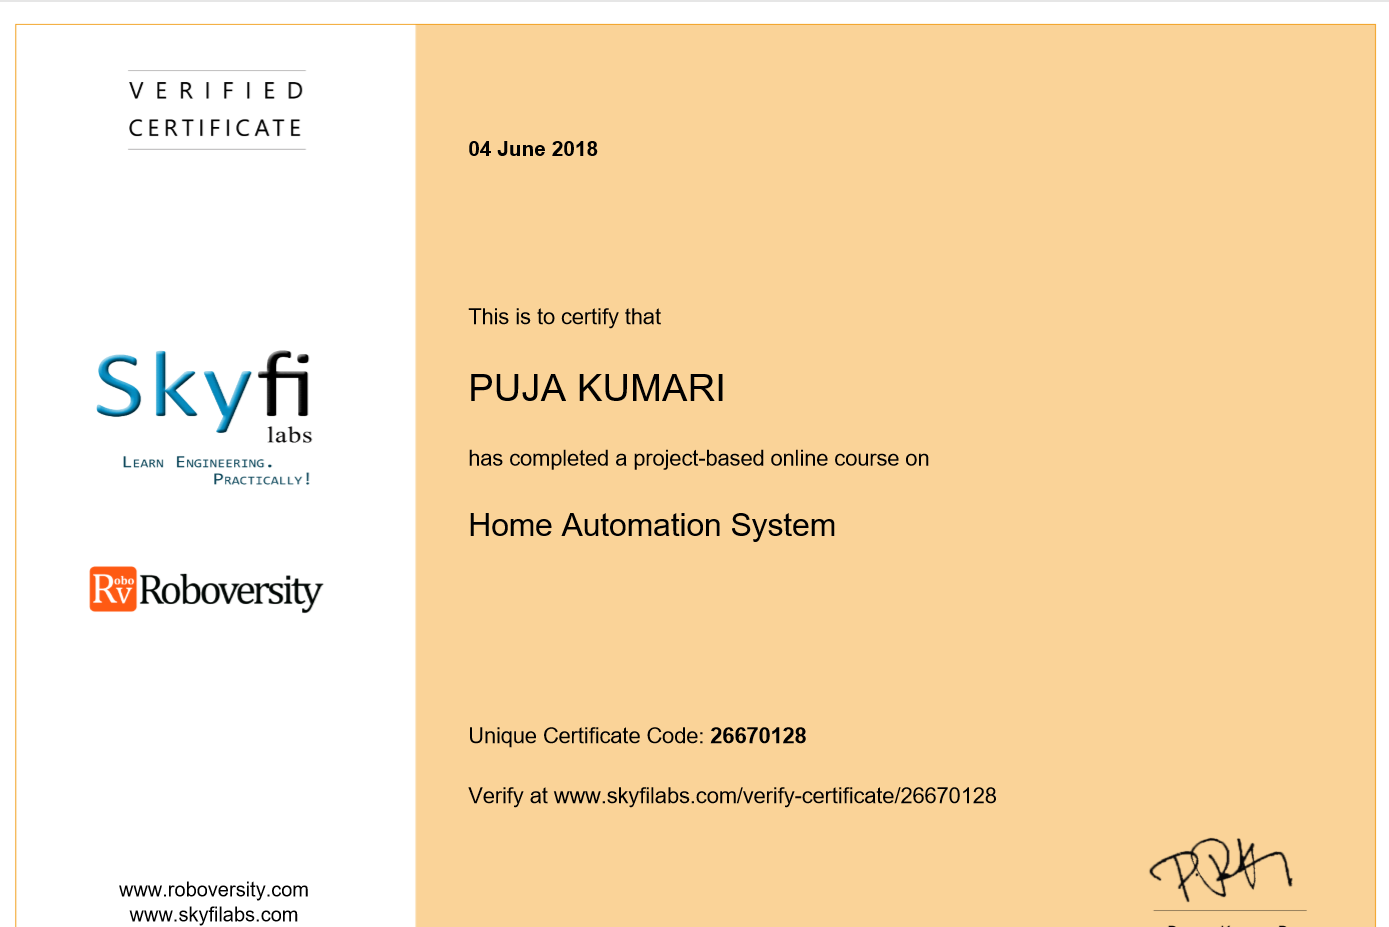 VERIFIED
CERTIFICATE
Skyfi
labs
LEARN ENGINEERING.
PRACTICALLY!
Robo
RV
Roboversity
www.roboversity.com
www.skyfilabs.com
04 June 2018
This is to certify that
PUJA KUMARI
has completed a project-based online course on
Home Automation System
Unique Certificate Code: 26670128
Verify at www.skyfilabs.com/verify-certificate/26670128